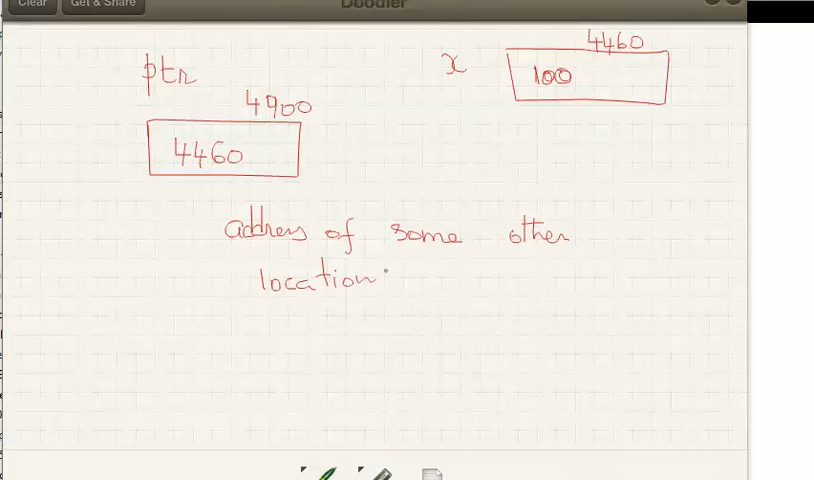 Clear Get & Share Doodler
ptr x 4460
100
4900
4460
address of some other
location